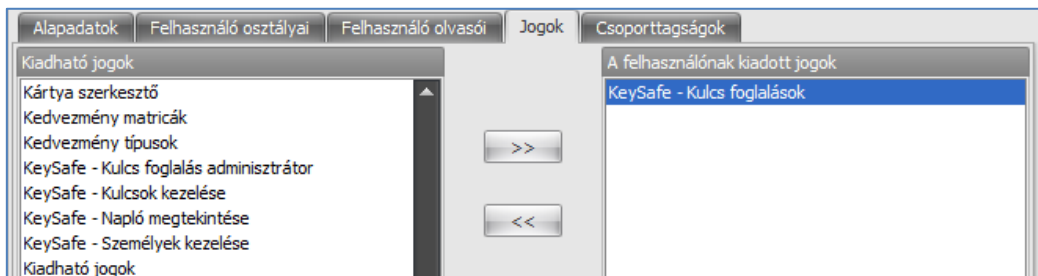 Alapadatok Felhasználó osztályai Felhasználó olvasói Jogok Csoporttagságok
Kiadható jogok
Kártya szerkesztő
Kedvezmény matricák
Kedvezmény típusok
KeySafe - Kulcs foglalás adminisztrátor
KeySafe - Kulcsok kezelése
KeySafe - Napló megtekintése
KeySafe - Személyek kezelése
Kiadható jogok
>>
<<
A felhasználónak kiadott jogok
KeySafe - Kulcs foglalások